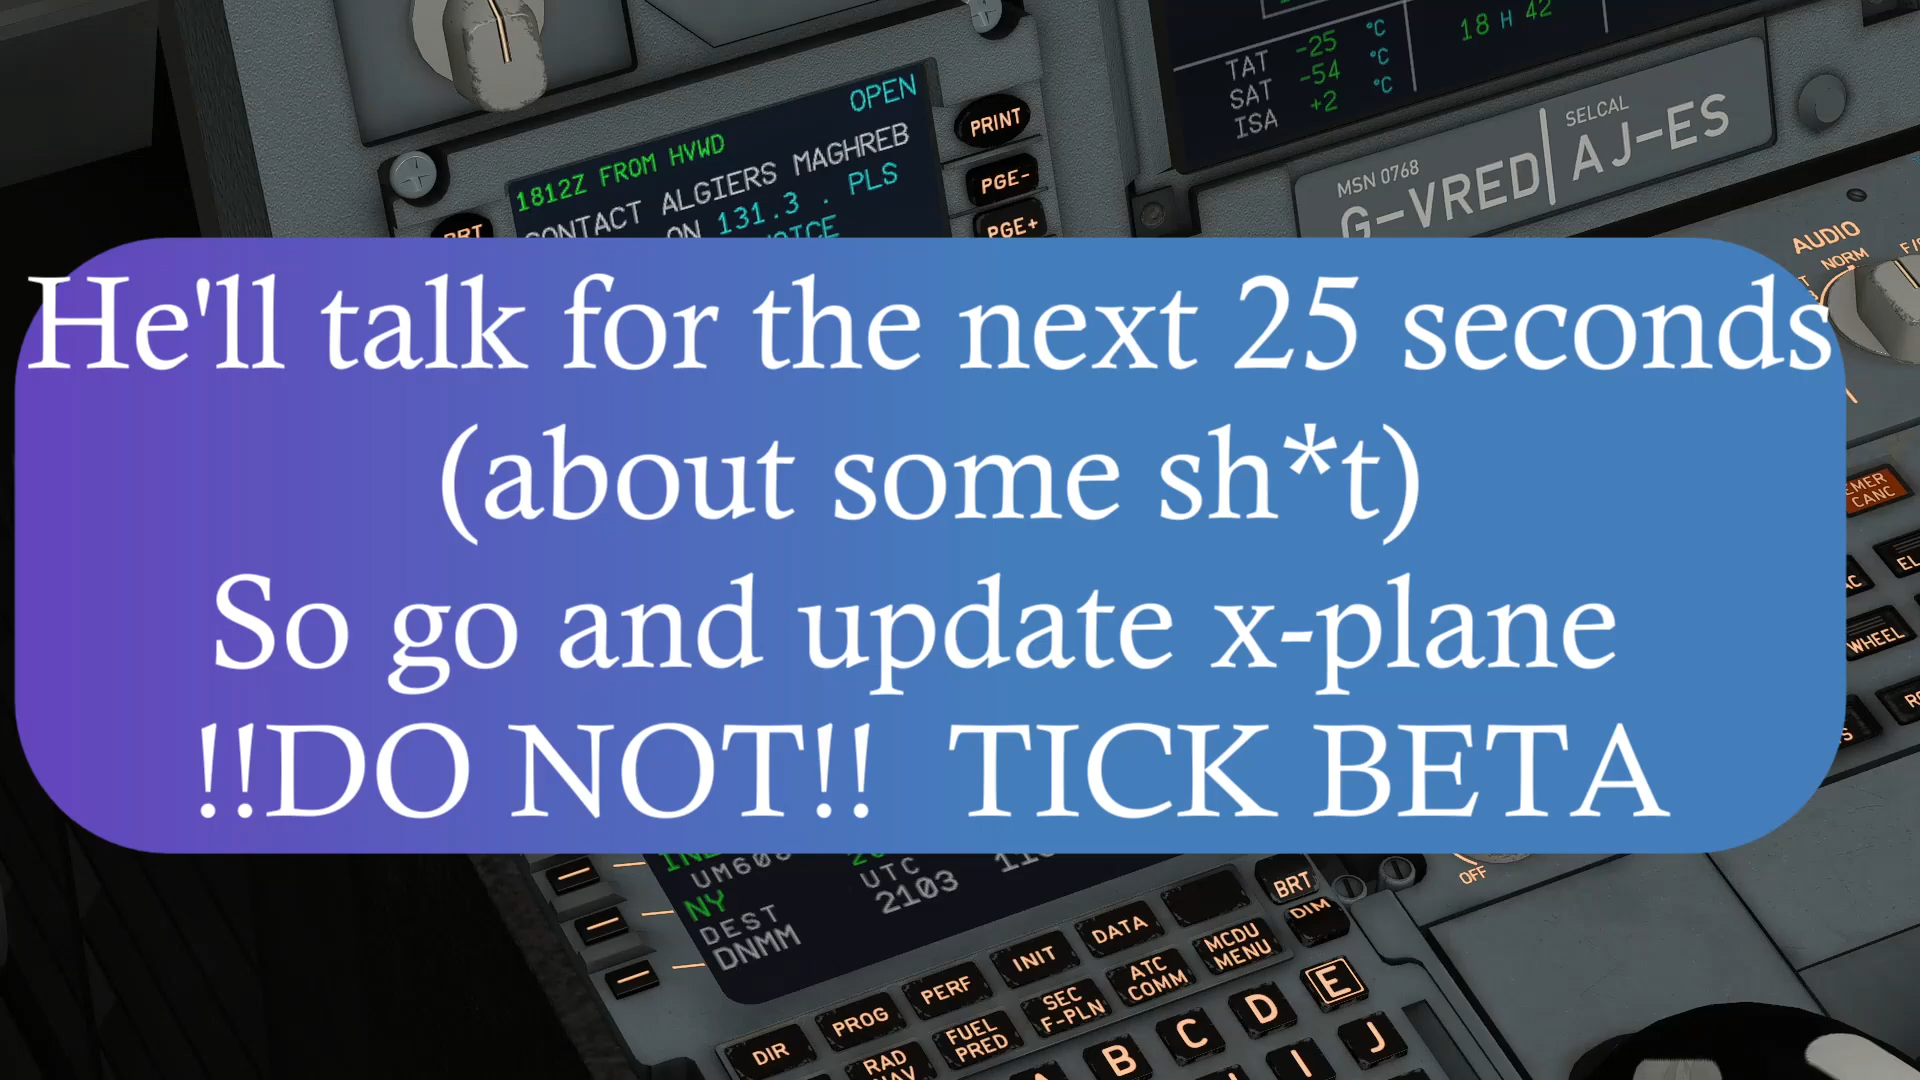 OPEN
1812Z FROM HVWD
CONTACT ALGIERS MAGHREB
ON 131.3 . PLS
PRINT
PGE-
PGE+
TAT -25 °C
SAT -54 °C
ISA +2 °C
18 H 42
MSN 0768
G-VRED
SELCAL
AJ-ES
AUDIO
NORM
He'll talk for the next 25 seconds
(about some sh*t)
So go and update x-plane
!!DO NOT!! TICK BETA
EMER
CANC
WHEEL
UTC
NY
2103
DEST
DNMM
OFF
BRT
DIM
DIR
PROG
PERF
INIT
DATA
RAD
FUEL
PRED
SEC
F-PLN
ATC
COMM
MCDU
MENU
B
C
D
E
I
J